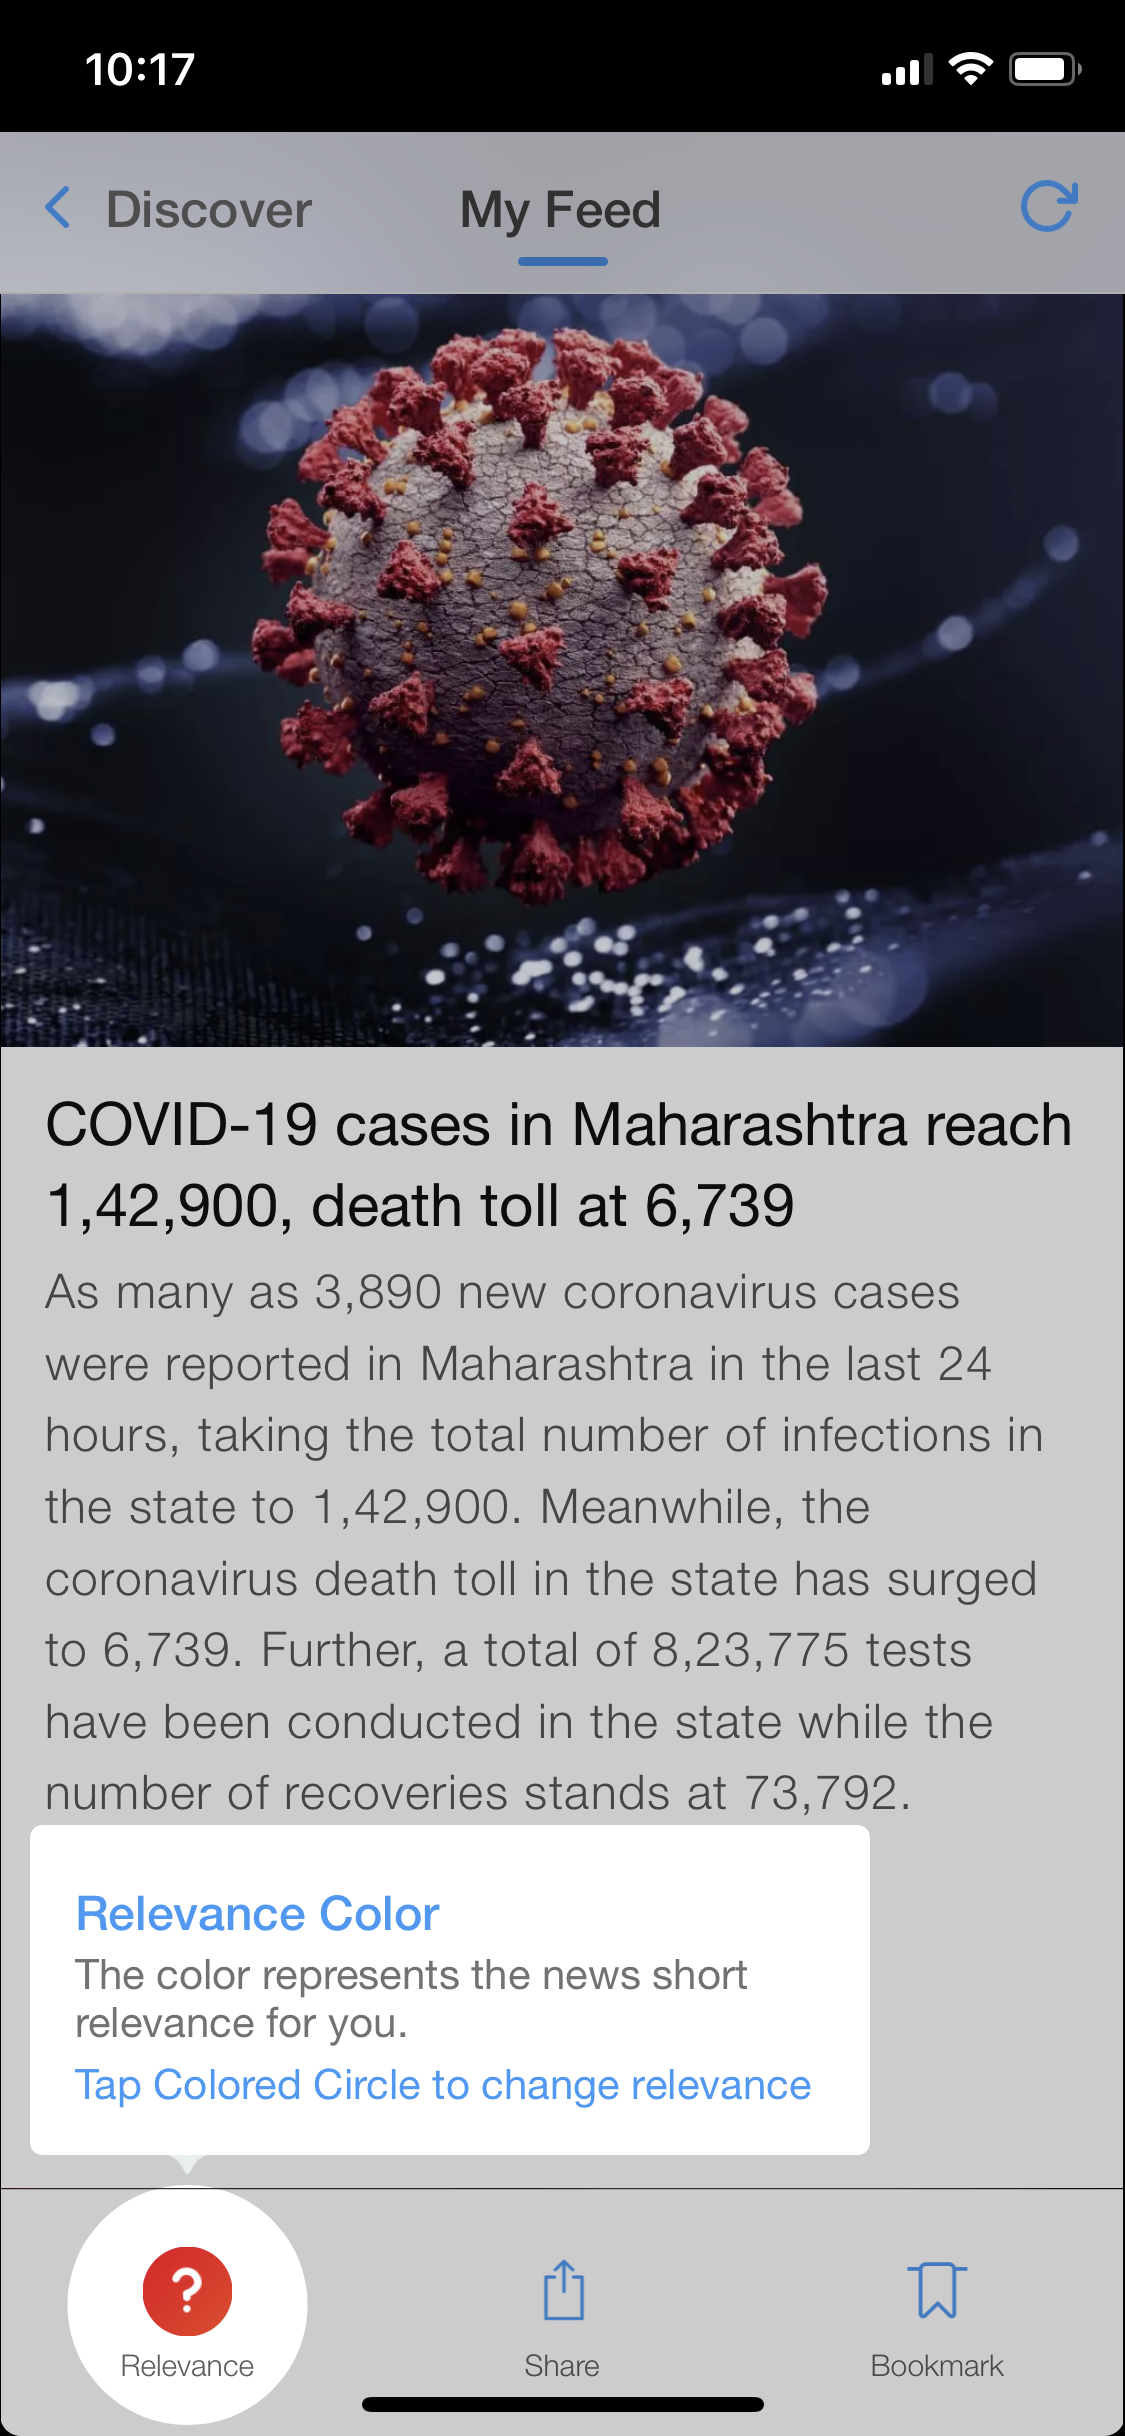 10:17
Discover
My Feed
COVID-19 cases in Maharashtra reach
1,42,900, death toll at 6,739
As many as 3,890 new coronavirus cases
were reported in Maharashtra in the last 24
hours, taking the total number of infections in
the state to 1,42,900. Meanwhile, the
coronavirus death toll in the state has surged
to 6,739. Further, a total of 8,23,775 tests
have been conducted in the state while the
number of recoveries stands at 73,792.
Relevance Color
The color represents the news short
relevance for you.
Tap Colored Circle to change relevance
?
Relevance
Share
Bookmark